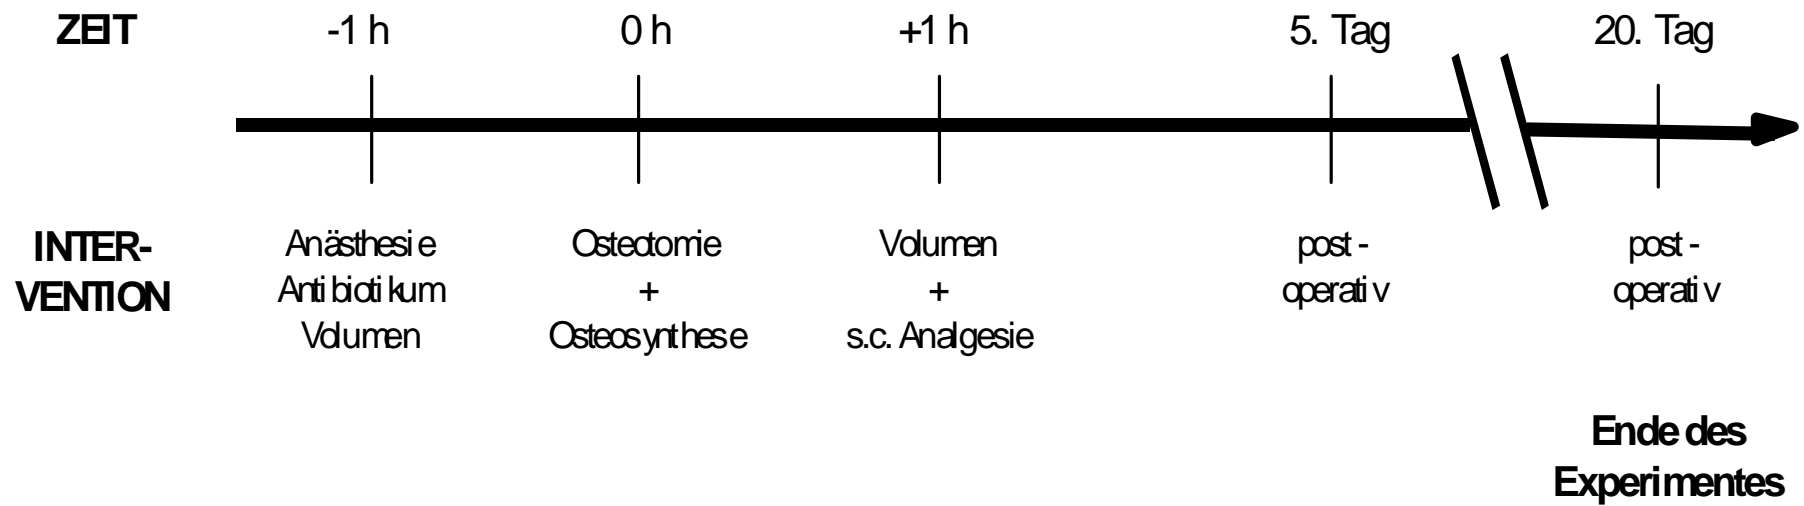 ZEIT -1 h 0 h +1 h 5. Tag 20. Tag
INTER- Anästhesie Osteotomie Volumen post- post-
VENTION Antibiotikum + + operativ operativ
Volumen Osteosynthese s.c. Analgesie
Ende des
Experimentes